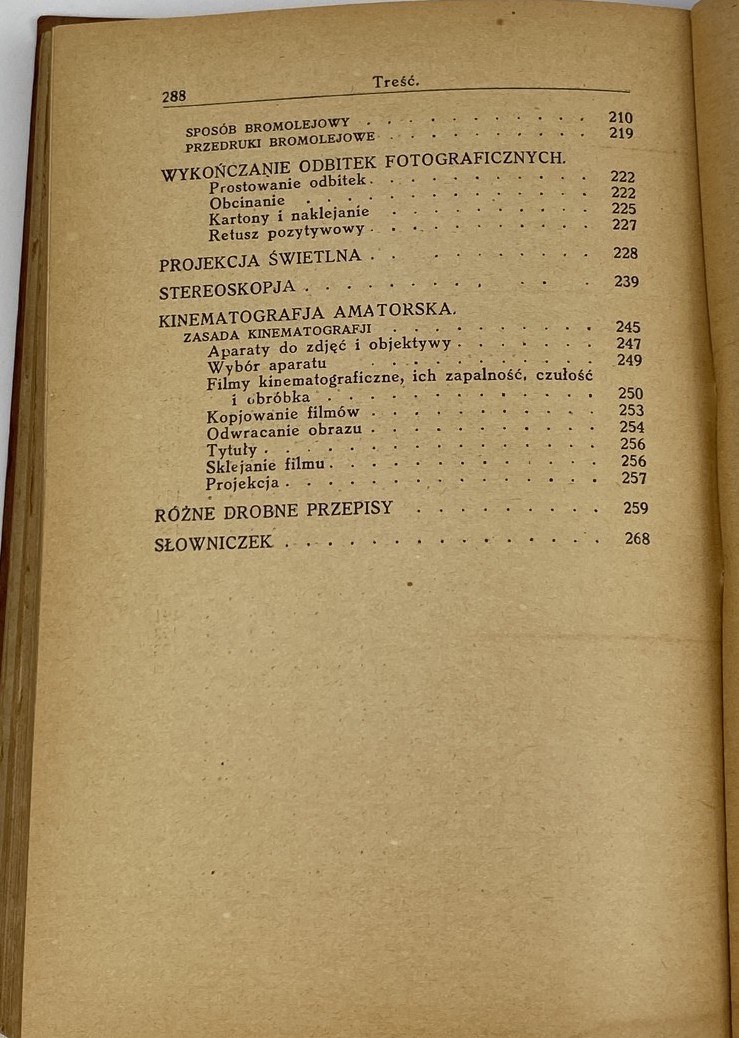 288 Treść.
SPOSÓB BROMOLEJOWY . . . . . . . . . . 210
PRZEDRUKI BROMOLEJOWE . . . . . . . . . . 219
WYKOŃCZANIE ODBITEK FOTOGRAFICZNYCH.
Prostowanie odbitek . . . . . . . . . . 222
Obcinanie . . . . . . . . . . 222
Kartony i naklejanie . . . . . . . . . . 225
Retusz pozytywowy . . . . . . . . . . 227
PROJEKCJA ŚWIETLNA . . . . . . . . . . 228
STEREOSKOPJA . . . . . . . . . . 239
KINEMATOGRAFJA AMATORSKA.
ZASADA KINEMATOGRAFJI . . . . . . . . . . 245
Aparaty do zdjęć i objektywy . . . . . . . 247
Wybór aparatu . . . . . . . . . . 249
Filmy kinematograficzne, ich zapalność, czułość
i obróbka . . . . . . . . . . 250
Kopjowanie filmów . . . . . . . . . . 253
Odwracanie obrazu . . . . . . . . . . 254
Tytuły . . . . . . . . . . 256
Sklejanie filmu . . . . . . . . . . 256
Projekcja . . . . . . . . . . 257
RÓŻNE DROBNE PRZEPISY . . . . . . . . . 259
SŁOWNICZEK . . . . . . . . . . 268